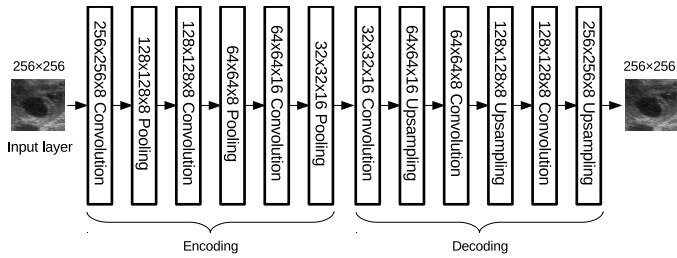 256×256
Input layer
256x256x8 Convolution
128x128x8 Pooling
128x128x8 Convolution
64x64x8 Pooling
64x64x16 Convolution
32x32x16 Pooling
32x32x16 Convolution
64x64x16 Upsampling
64x64x8 Convolution
128x128x8 Upsampling
128x128x8 Convolution
256x256x8 Upsampling
256×256
Encoding
Decoding